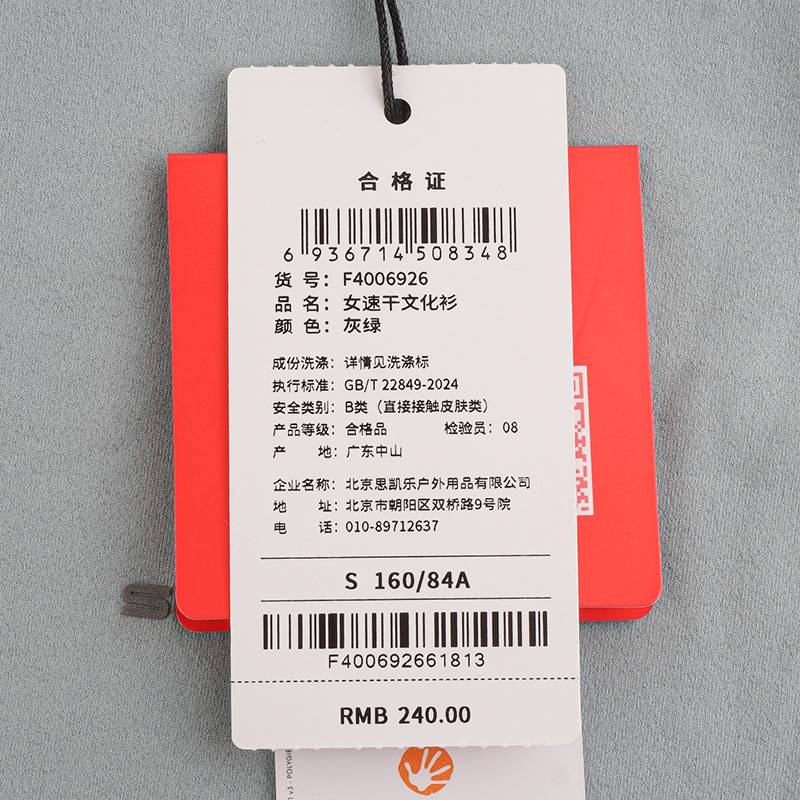 合格证
6 936714 508348
货 号：F4006926
品 名：女速干文化衫
颜 色：灰绿
成份洗涤：详情见洗涤标
执行标准：GB/T 22849-2024
安全类别：B类（直接接触皮肤类）
产品等级：合格品 检验员：08
产 地：广东中山
企业名称：北京思凯乐户外用品有限公司
地 址：北京市朝阳区双桥路9号院
电 话：010-89712637
S 160/84A
F400692661813
RMB 240.00